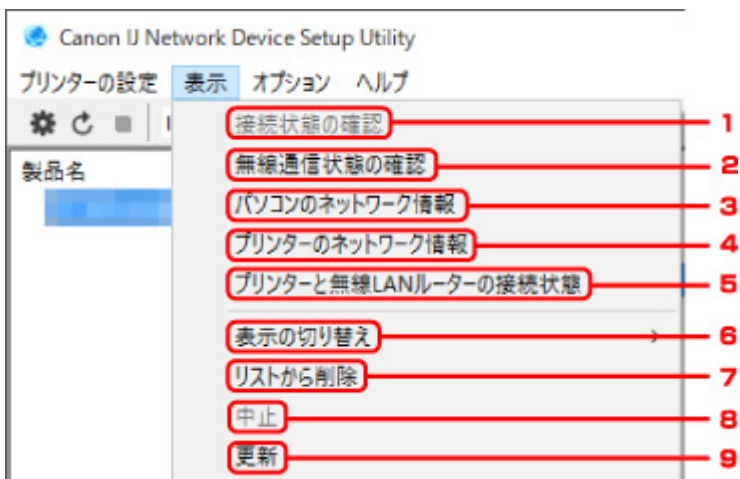 Canon IJ Network Device Setup Utility
プリンターの設定 表示 オプション ヘルプ
接続状態の確認 1
製品名
無線通信状態の確認 2
パソコンのネットワーク情報 3
プリンターのネットワーク情報 4
プリンターと無線LANルーターの接続状態 5
表示の切り替え 6
リストから削除 7
中止 8
更新 9